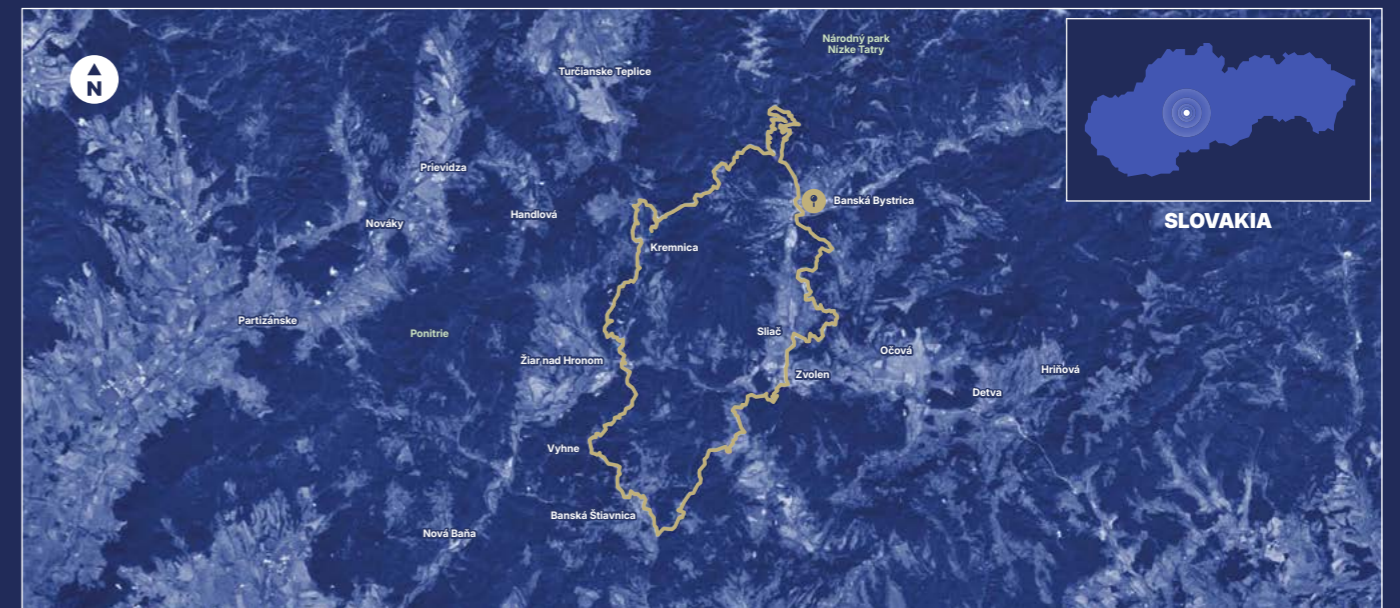 Národný park
Nízke Tatry
Turčianske Teplice
N
Prievidza
Banská Bystrica
Handlová
SLOVAKIA
Nováky
Kremnica
Partizánske
Ponitrie
Sliač
Očová
Žiar nad Hronom
Hriňová
Zvolen
Detva
Vyhne
Banská Štiavnica
Nová Baňa